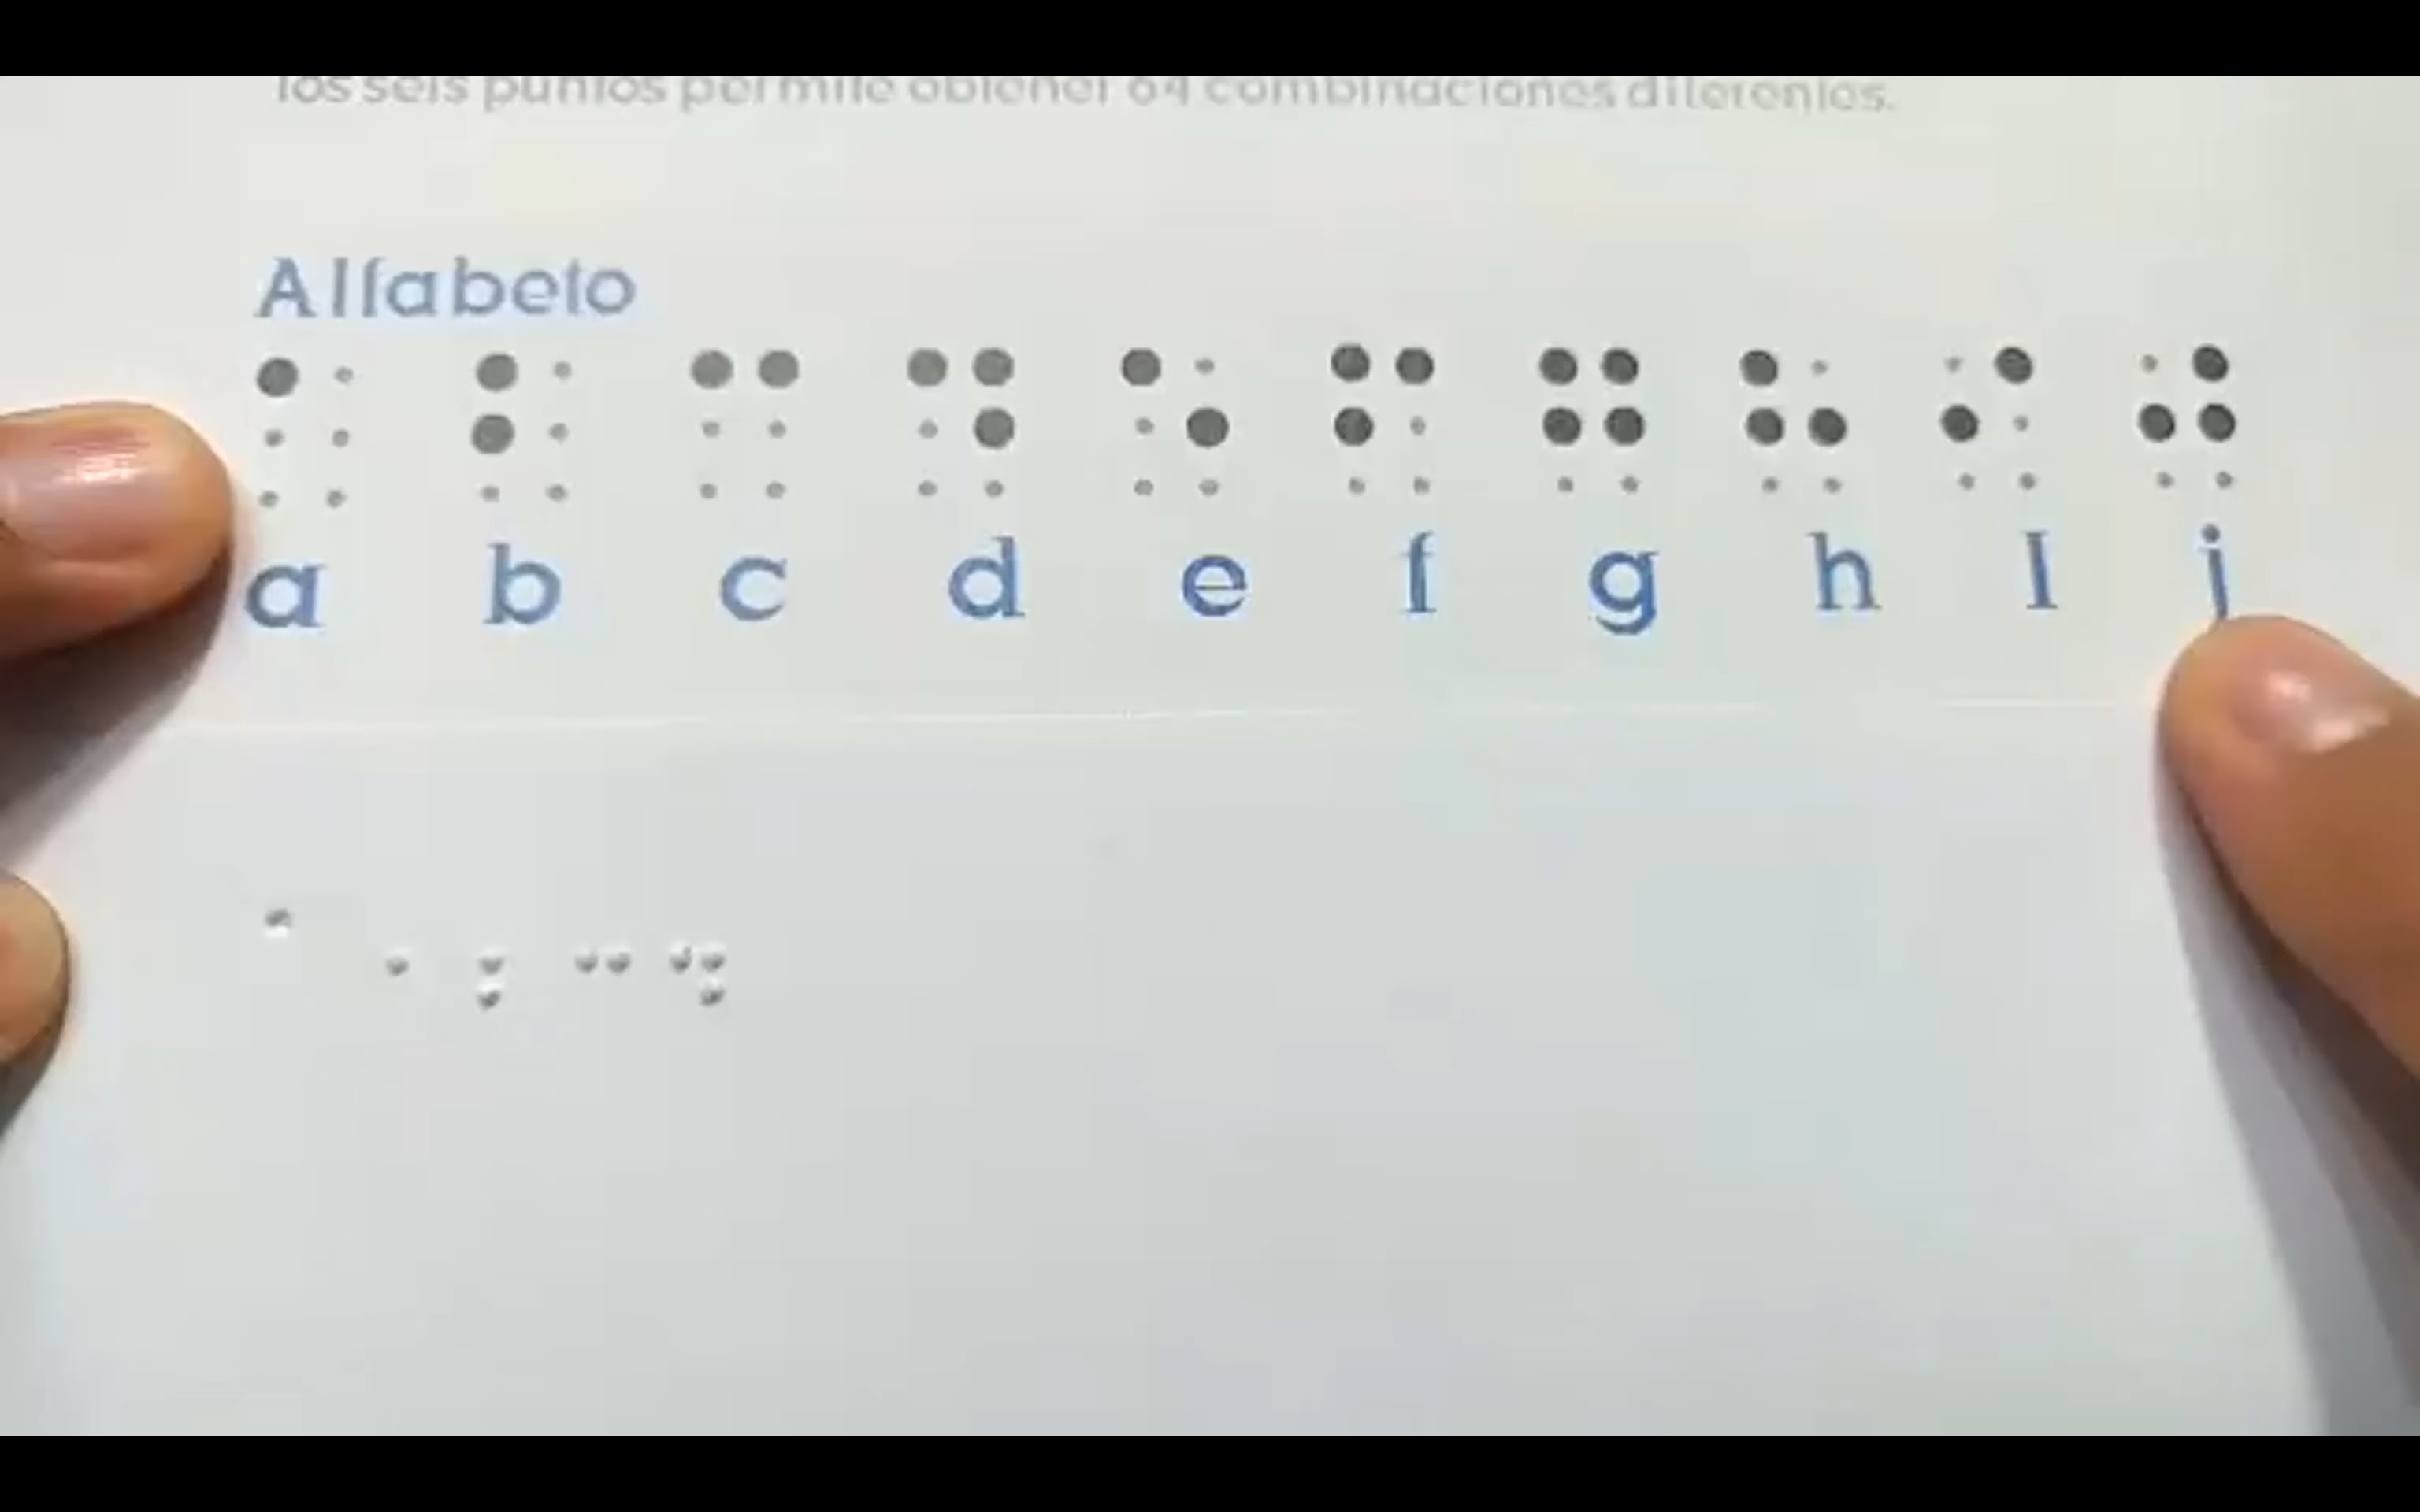 los seis puntos permite obtener 64 combinaciones diferentes.
Alfabeto
⠁ ⠃ ⠉ ⠙ ⠑ ⠋ ⠛ ⠓ ⠊ ⠚
a b c d e f g h I j
⠁ ⠃ ⠉ ⠙